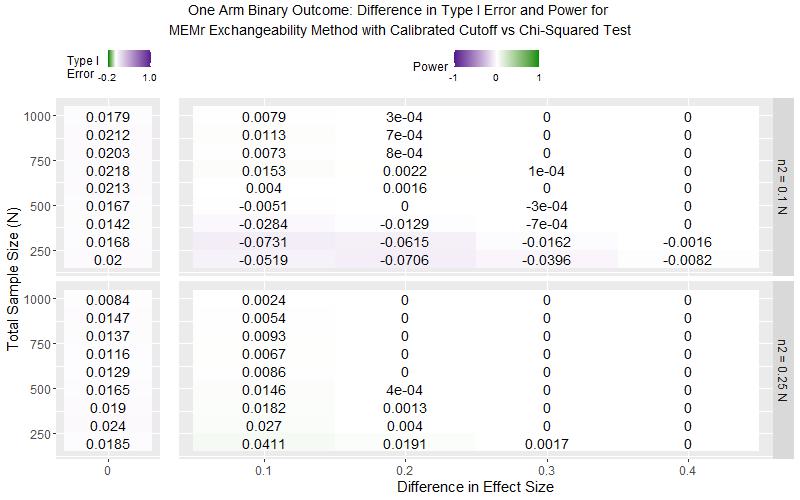 One Arm Binary Outcome: Difference in Type I Error and Power for
MEMr Exchangeability Method with Calibrated Cutoff vs Chi-Squared Test
Type I
Error -0.2 1.0
Power -1 0 1
Total Sample Size (N)
1000 0.0179 0.0079 3e-04 0 0
0.0212 0.0113 7e-04 0 0
0.0203 0.0073 8e-04 0 0
750 0.0218 0.0153 0.0022 1e-04 0
0.0213 0.004 0.0016 0 0
500 0.0167 -0.0051 0 -3e-04 0
0.0142 -0.0284 -0.0129 -7e-04 0
0.0168 -0.0731 -0.0615 -0.0162 -0.0016
250 0.02 -0.0519 -0.0706 -0.0396 -0.0082
n2 = 0.1 N
1000 0.0084 0.0024 0 0 0
0.0147 0.0054 0 0 0
0.0137 0.0093 0 0 0
750 0.0116 0.0067 0 0 0
0.0129 0.0086 0 0 0
500 0.0165 0.0146 4e-04 0 0
0.019 0.0182 0.0013 0 0
0.024 0.027 0.004 0 0
250 0.0185 0.0411 0.0191 0.0017 0
n2 = 0.25 N
0 0.1 0.2 0.3 0.4
Difference in Effect Size